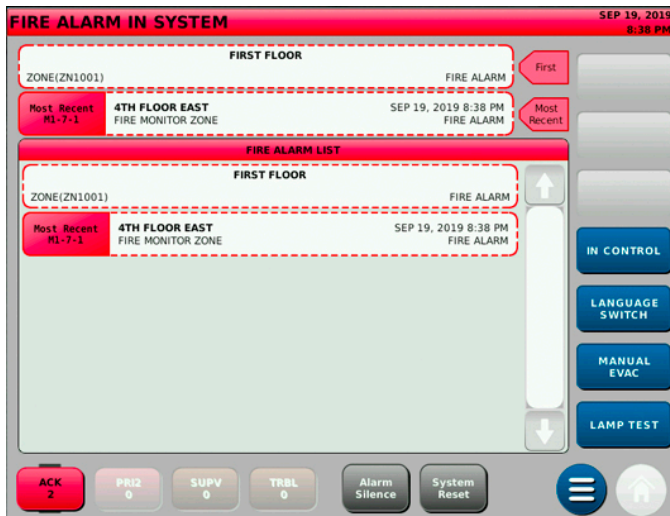 FIRE ALARM IN SYSTEM
SEP 19, 2019
8:38 PM
FIRST FLOOR
ZONE(ZN1001)
FIRE ALARM
First
Most Recent
M1-7-1
4TH FLOOR EAST
FIRE MONITOR ZONE
SEP 19, 2019 8:38 PM
FIRE ALARM
Most
Recent
FIRE ALARM LIST
FIRST FLOOR
ZONE(ZN1001)
FIRE ALARM
Most Recent
M1-7-1
4TH FLOOR EAST
FIRE MONITOR ZONE
SEP 19, 2019 8:38 PM
FIRE ALARM
IN CONTROL
LANGUAGE
SWITCH
MANUAL
EVAC
LAMP TEST
ACK
2
PRI2
0
SUPV
0
TRBL
0
Alarm
Silence
System
Reset